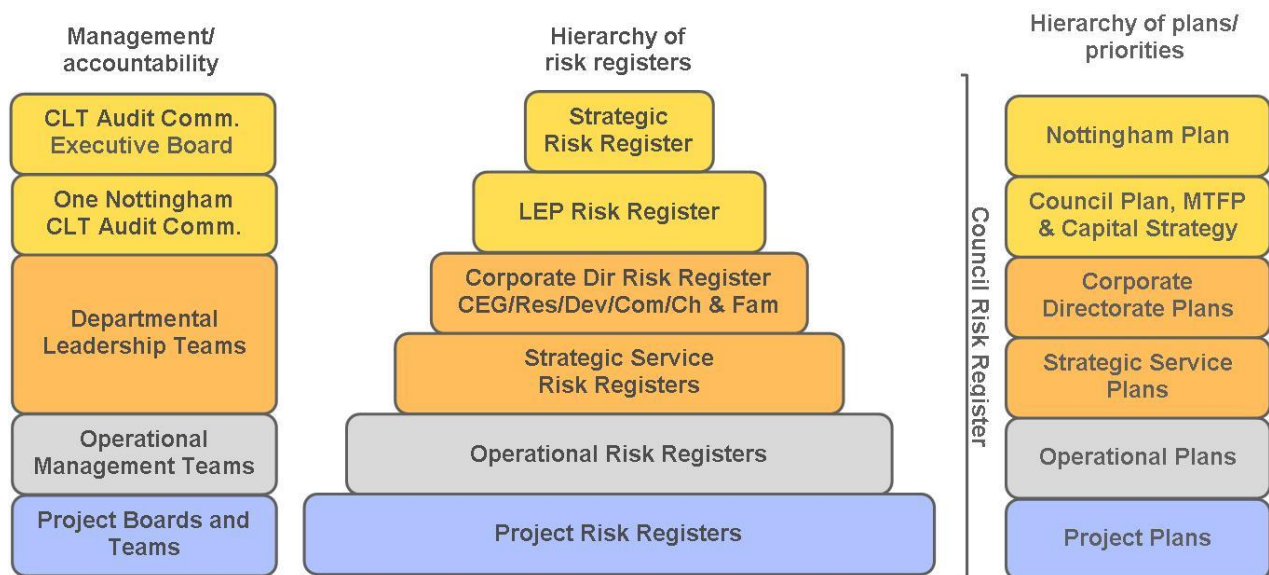 Management/
accountability
CLT Audit Comm.
Executive Board
One Nottingham
CLT Audit Comm.
Departmental
Leadership Teams
Operational
Management Teams
Project Boards and
Teams
Hierarchy of
risk registers
Strategic
Risk Register
LEP Risk Register
Corporate Dir Risk Register
CEG/Res/Dev/Com/Ch & Fam
Strategic Service
Risk Registers
Operational Risk Registers
Project Risk Registers
Council Risk Register
Hierarchy of plans/
priorities
Nottingham Plan
Council Plan, MTFP
& Capital Strategy
Corporate
Directorate Plans
Strategic Service
Plans
Operational Plans
Project Plans